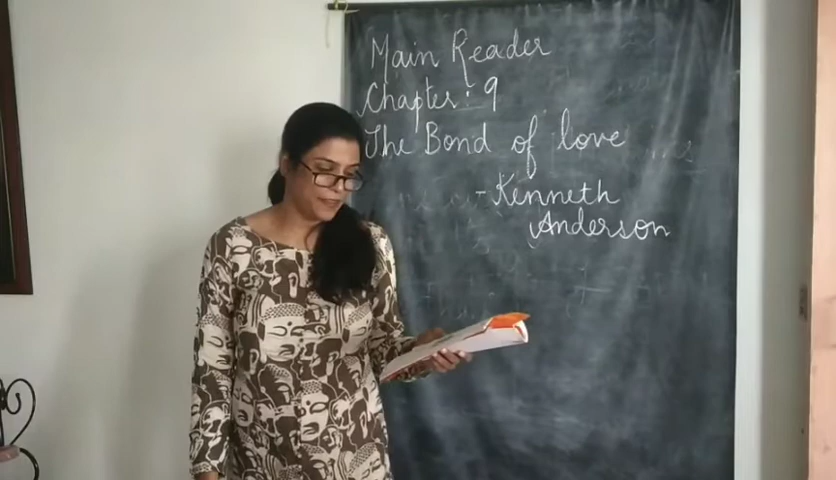 Main Reader
Chapter: 9
The Bond of love
- Kenneth
Anderson